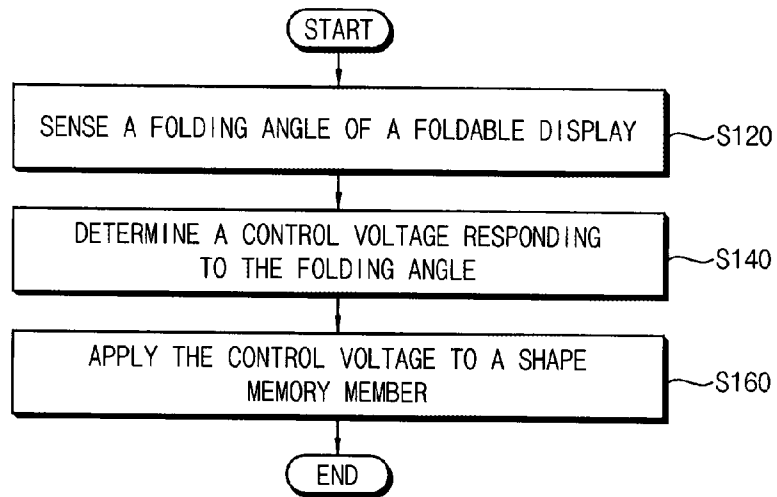 START
SENSE A FOLDING ANGLE OF A FOLDABLE DISPLAY
S120
DETERMINE A CONTROL VOLTAGE RESPONDING
TO THE FOLDING ANGLE
S140
APPLY THE CONTROL VOLTAGE TO A SHAPE
MEMORY MEMBER
S160
END